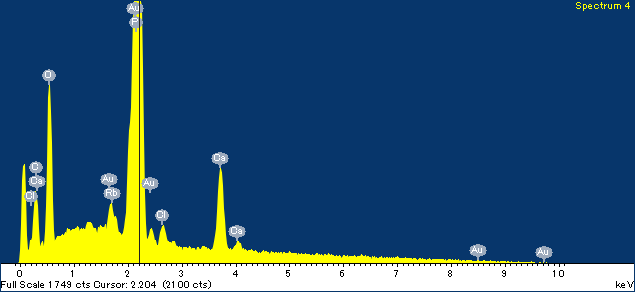 Spectrum 4
Au
P
O
C
Ca
Cl
Au
Rb
Au
Cl
Ca
Ca
Au
Au
0 1 2 3 4 5 6 7 8 9 10
Full Scale 1749 cts Cursor: 2.204 (2100 cts) keV